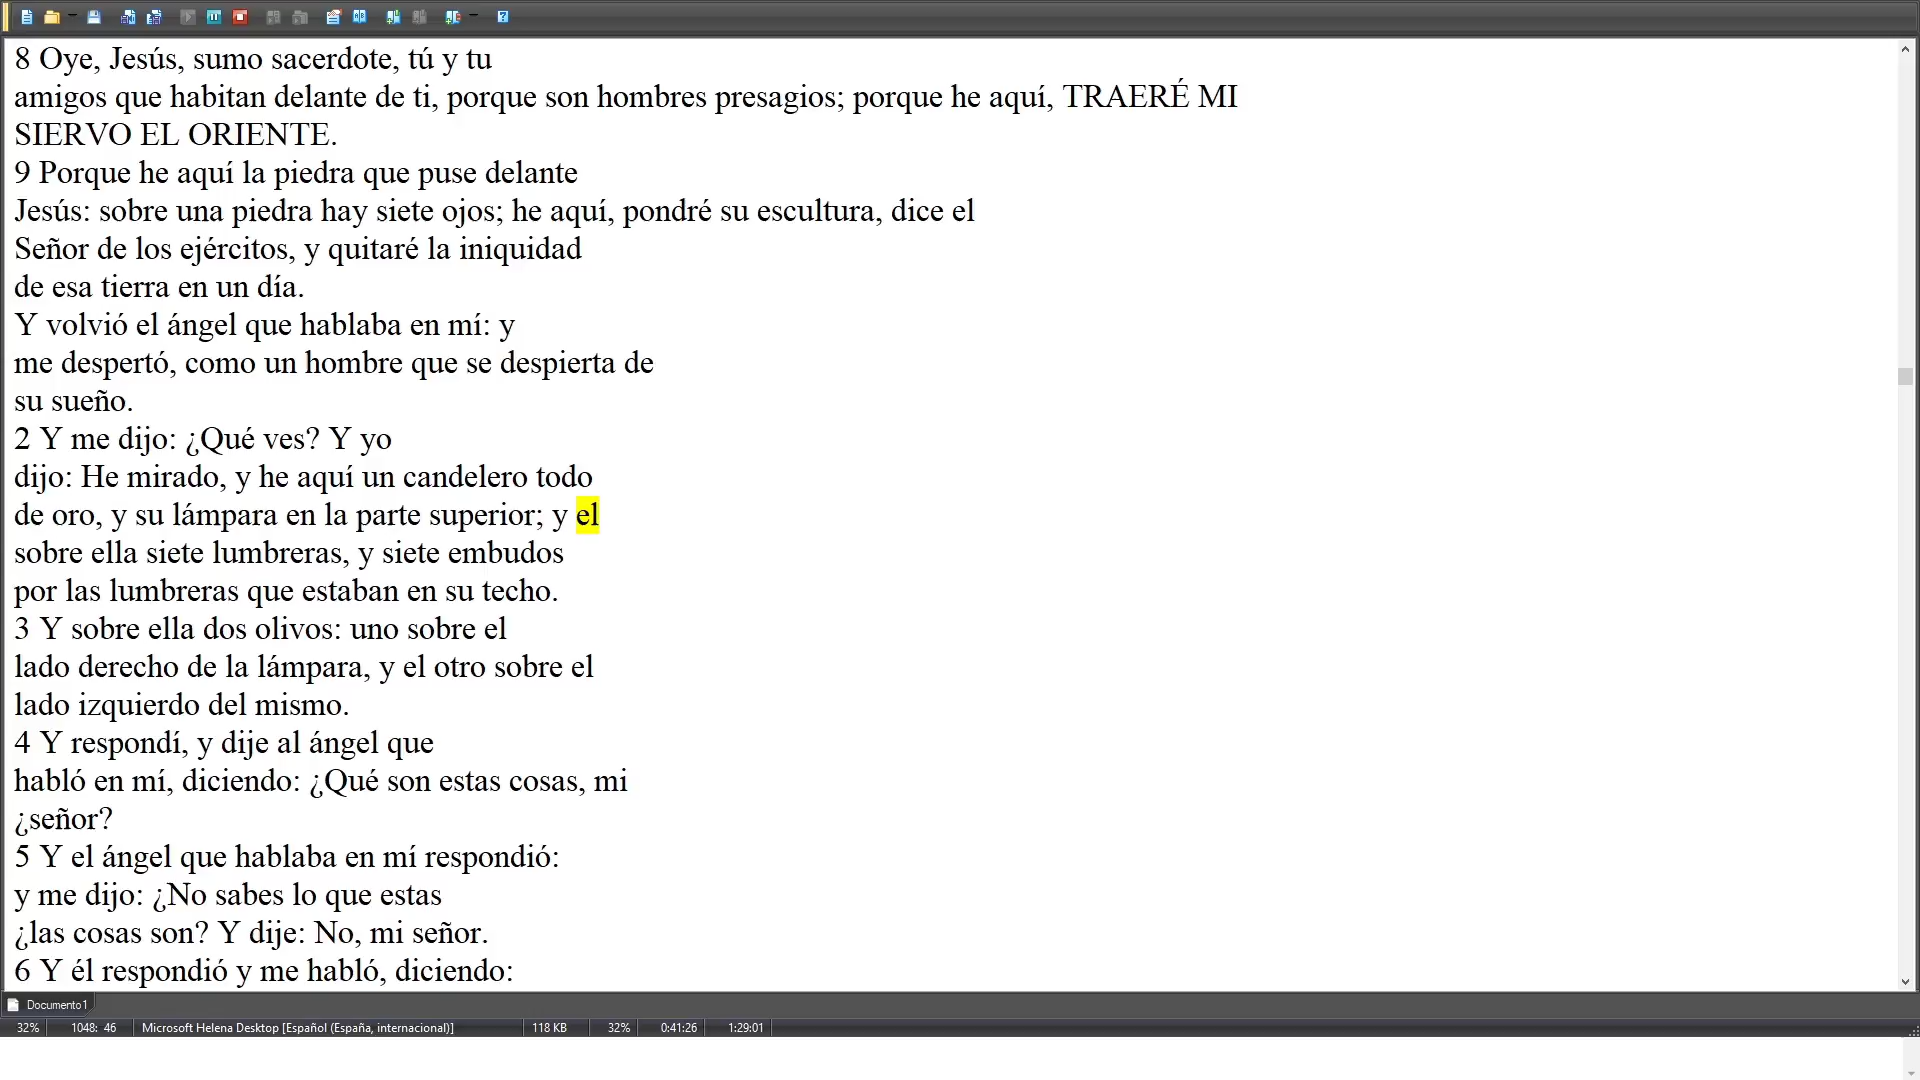 8 Oye, Jesús, sumo sacerdote, tú y tu
amigos que habitan delante de ti, porque son hombres presagios; porque he aquí, TRAERÉ MI
SIERVO EL ORIENTE.
9 Porque he aquí la piedra que puse delante
Jesús: sobre una piedra hay siete ojos; he aquí, pondré su escultura, dice el
Señor de los ejércitos, y quitaré la iniquidad
de esa tierra en un día.
Y volvió el ángel que hablaba en mí: y
me despertó, como un hombre que se despierta de
su sueño.
2 Y me dijo: ¿Qué ves? Y yo
dijo: He mirado, y he aquí un candelero todo
de oro, y su lámpara en la parte superior; y el
sobre ella siete lumbreras, y siete embudos
por las lumbreras que estaban en su techo.
3 Y sobre ella dos olivos: uno sobre el
lado derecho de la lámpara, y el otro sobre el
lado izquierdo del mismo.
4 Y respondí, y dije al ángel que
habló en mí, diciendo: ¿Qué son estas cosas, mi
¿señor?
5 Y el ángel que hablaba en mí respondió:
y me dijo: ¿No sabes lo que estas
¿las cosas son? Y dije: No, mi señor.
6 Y él respondió y me habló, diciendo:
Documento1
32% 1048: 46 Microsoft Helena Desktop [Español (España, internacional)] 118 KB 32% 0:41:26 1:29:01